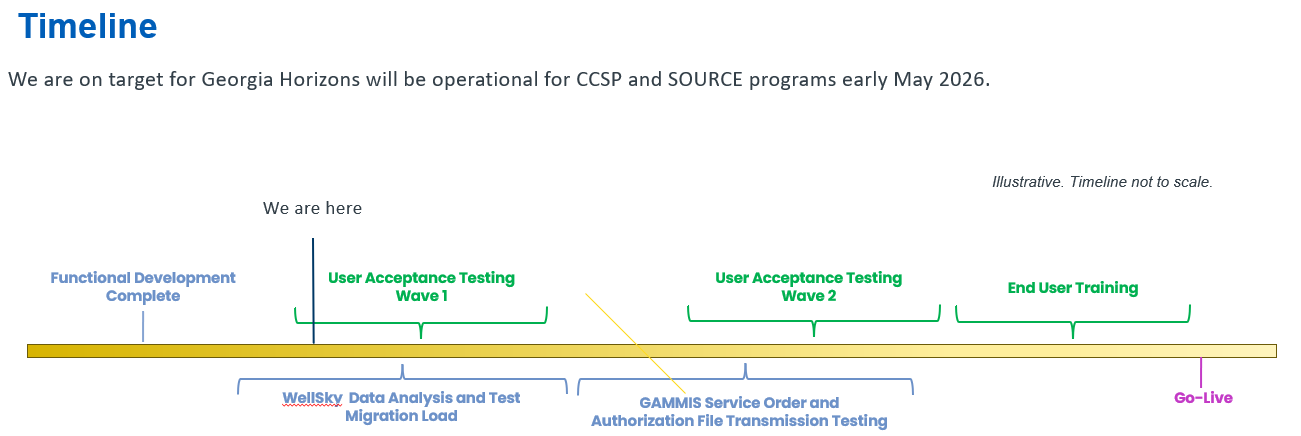 Timeline
We are on target for Georgia Horizons will be operational for CCSP and SOURCE programs early May 2026.
Illustrative. Timeline not to scale.
We are here
Functional Development
Complete
User Acceptance Testing
Wave 1
User Acceptance Testing
Wave 2
End User Training
WellSky Data Analysis and Test
Migration Load
GAMMIS Service Order and
Authorization File Transmission Testing
Go-Live